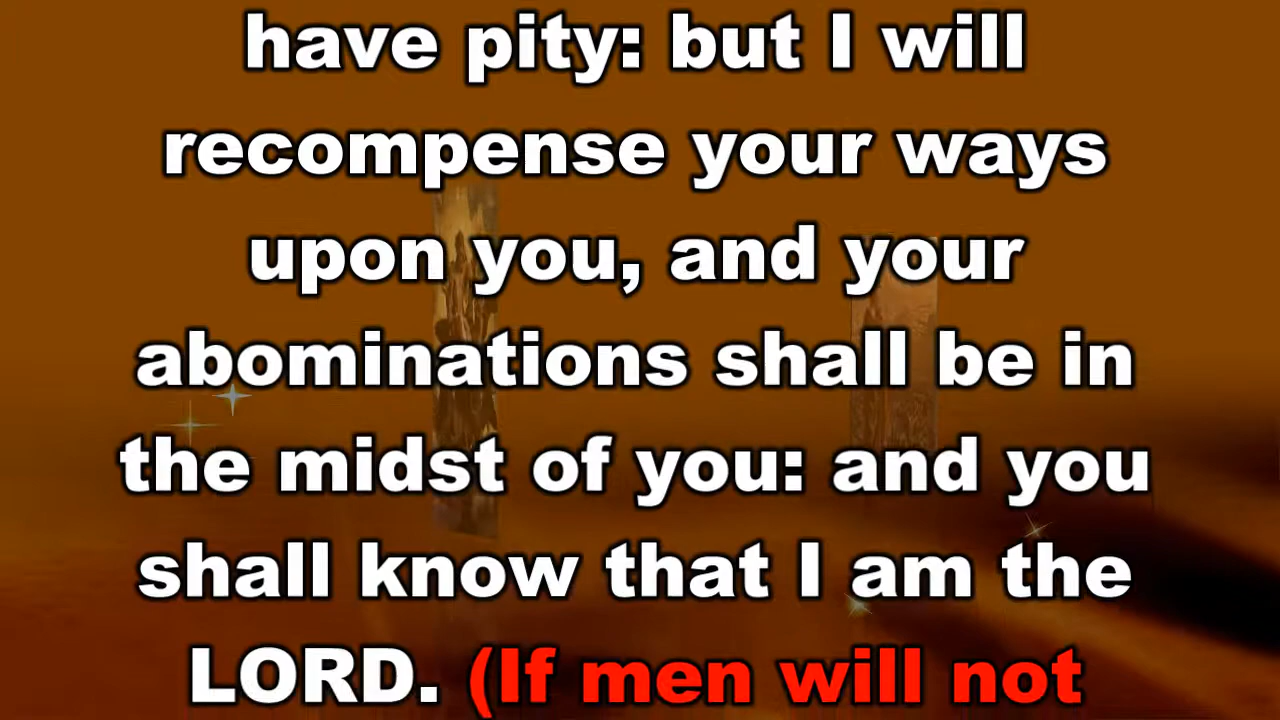 have pity: but I will
recompense your ways
upon you, and your
abominations shall be in
the midst of you: and you
shall know that I am the
LORD. (If men will not